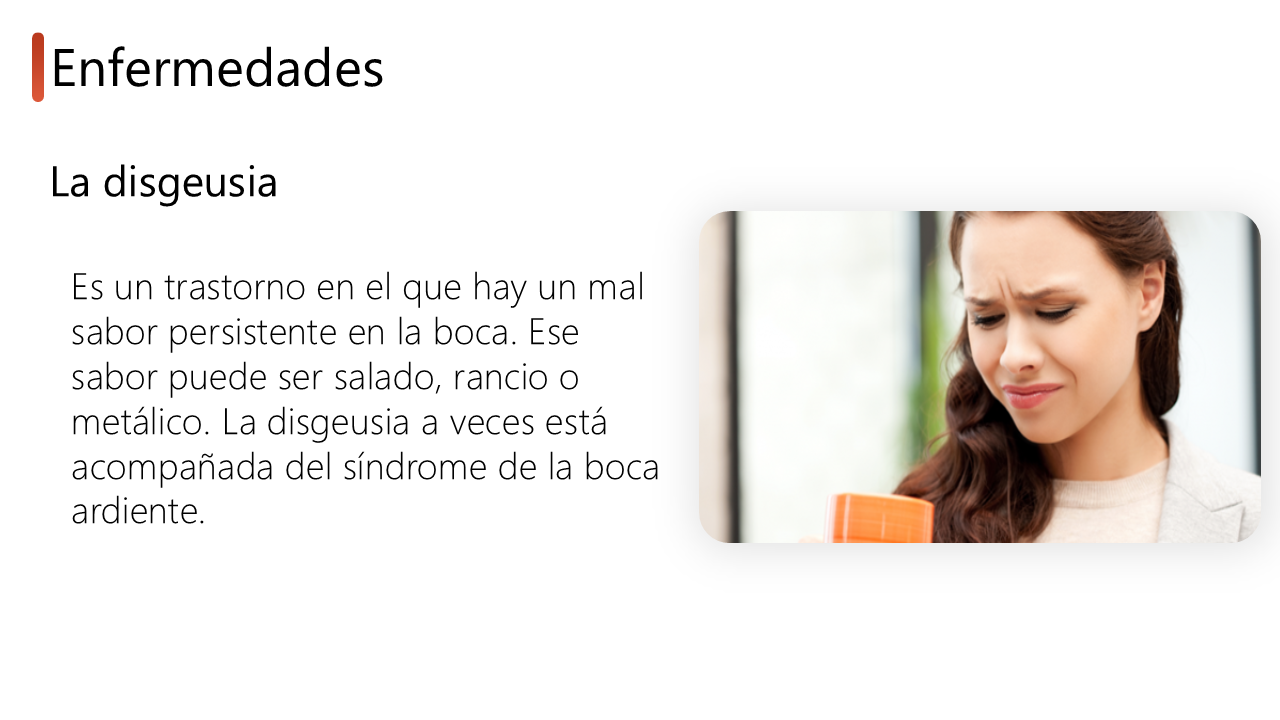 Enfermedades
La disgeusia
Es un trastorno en el que hay un mal
sabor persistente en la boca. Ese
sabor puede ser salado, rancio o
metálico. La disgeusia a veces está
acompañada del síndrome de la boca
ardiente.